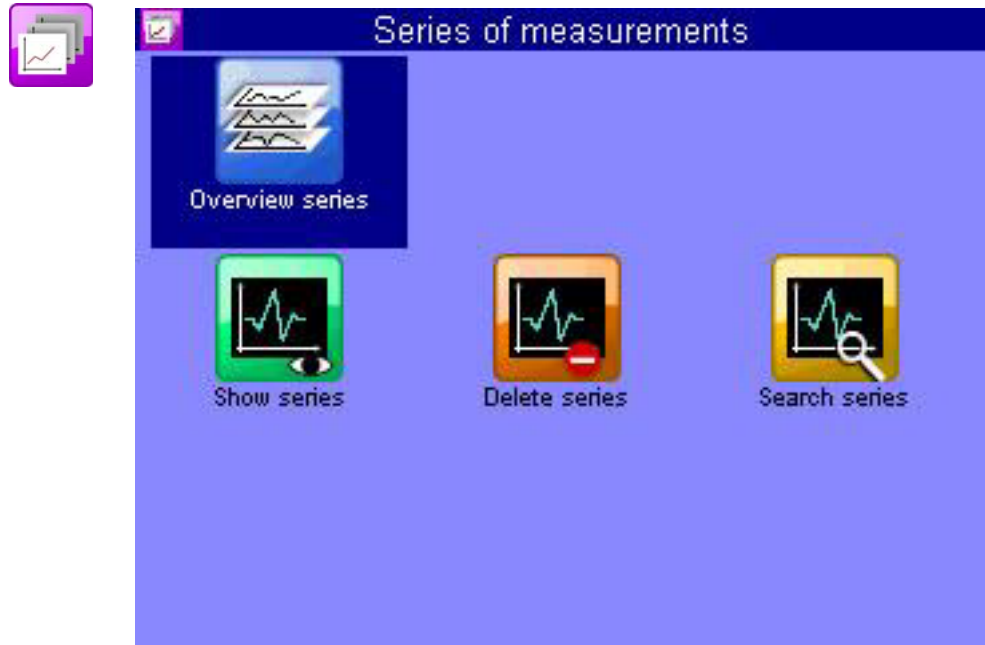 Series of measurements
Overview series
Show series
Delete series
Search series